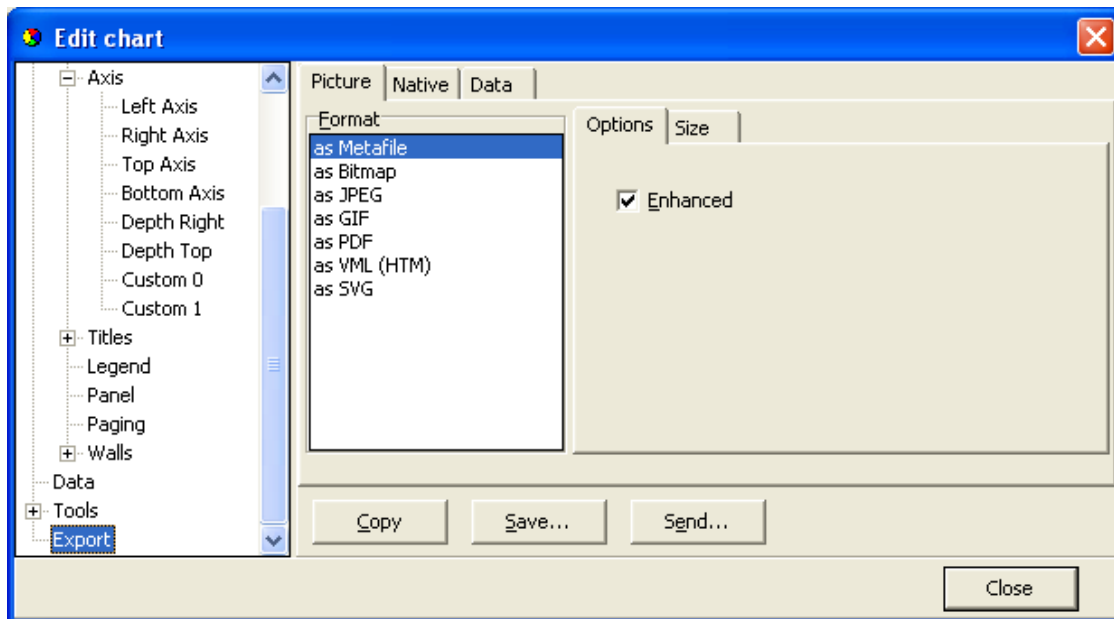 Edit chart
Axis
Left Axis
Right Axis
Top Axis
Bottom Axis
Depth Right
Depth Top
Custom 0
Custom 1
Titles
Legend
Panel
Paging
Walls
Data
Tools
Export
Picture Native Data
Format
as Metafile
as Bitmap
as JPEG
as GIF
as PDF
as VML (HTM)
as SVG
Options Size
Enhanced
Copy Save... Send...
Close